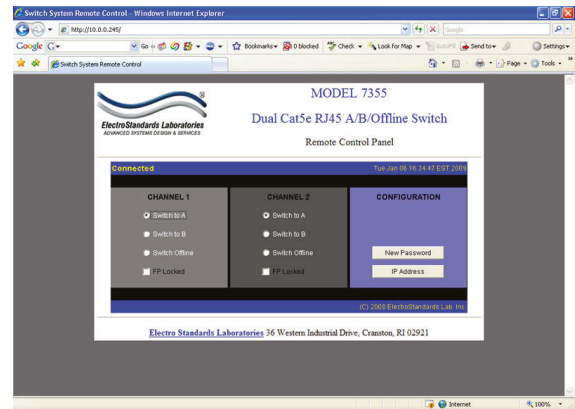 Switch System Remote Control - Windows Internet Explorer
http://10.0.0.245/
Google
Google G Go Bookmarks 0 blocked Check Look for Map AutoFill Send to Settings
Switch System Remote Control Page Tools
ElectroStandards Laboratories
ADVANCED SYSTEMS DESIGN & SERVICES
MODEL 7355
Dual Cat5e RJ45 A/B/Offline Switch
Remote Control Panel
Connected Tue Jan 06 16:34:47 EST 2009
CHANNEL 1 CHANNEL 2 CONFIGURATION
Switch to A Switch to A
Switch to B Switch to B
Switch Offline Switch Offline New Password
FP Locked FP Locked IP Address
(C) 2008 ElectroStandards Lab. Inc
Electro Standards Laboratories 36 Western Industrial Drive, Cranston, RI 02921
Internet 100%